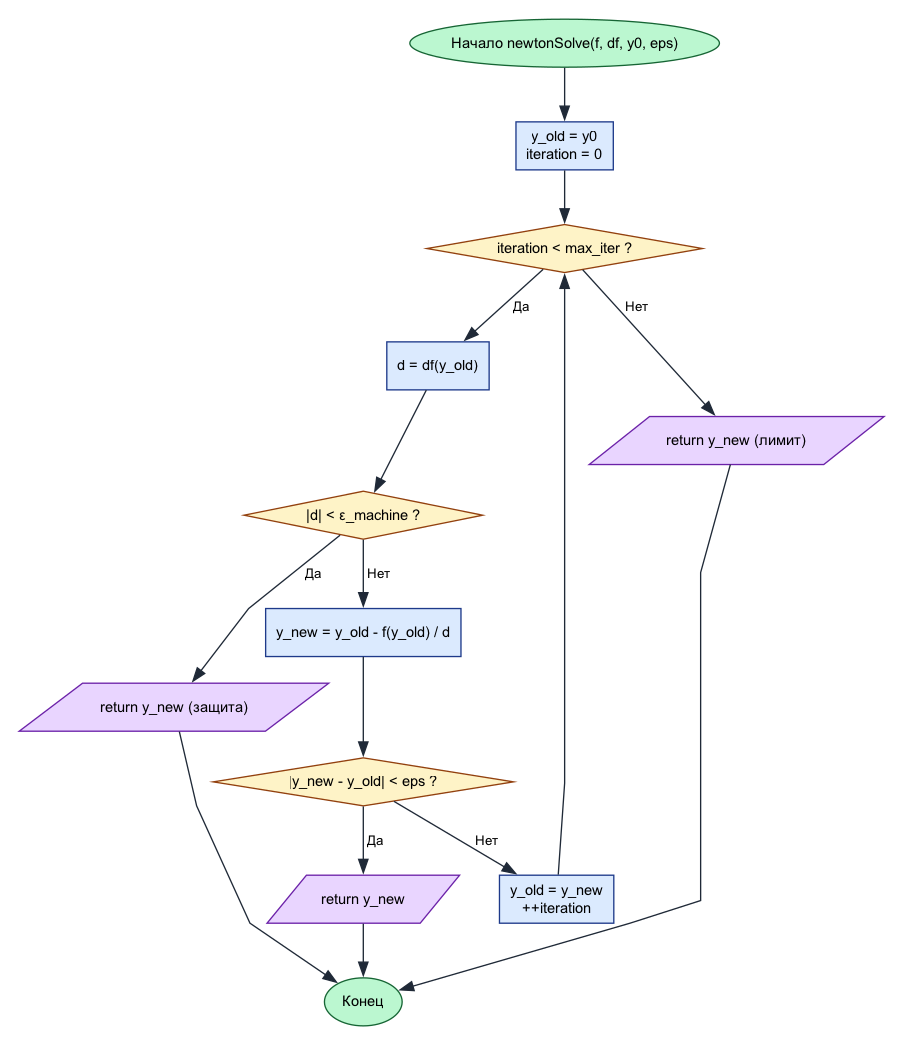 Начало newtonSolve(f, df, y0, eps)
y_old = y0
iteration = 0
iteration < max_iter ?
Да
Нет
d = df(y_old)
return y_new (лимит)
|d| < ε_machine ?
Да
Нет
y_new = y_old - f(y_old) / d
return y_new (защита)
|y_new - y_old| < eps ?
Да
Нет
return y_new
y_old = y_new
++iteration
Конец